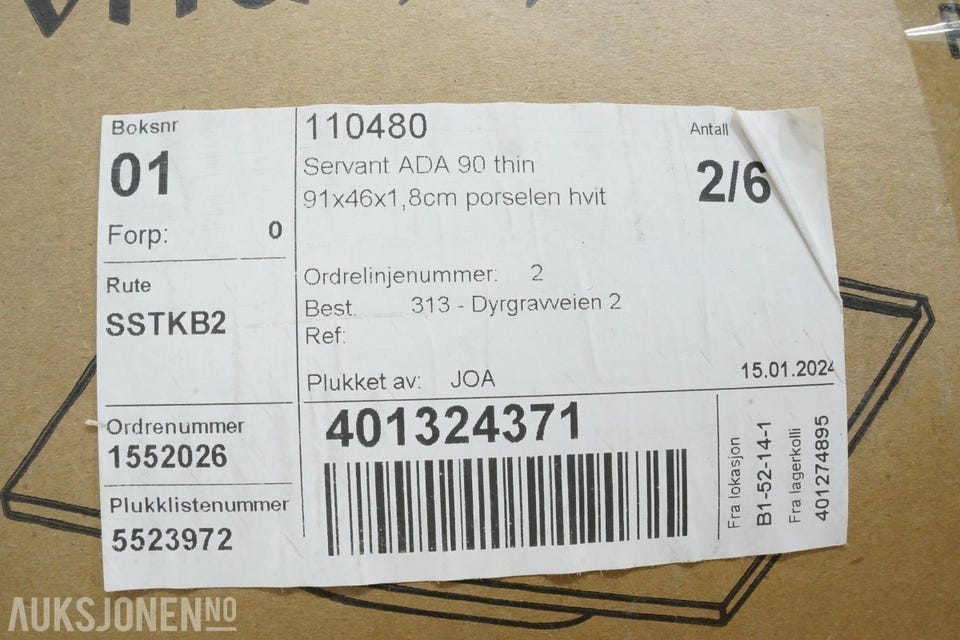 Boksnr
01
Forp: 0
Rute
SSTKB2
Ordrenummer
1552026
Plukklistenummer
5523972
110480
Servant ADA 90 thin
91x46x1,8cm porselen hvit
Antall
2/6
Ordrelinjenummer: 2
Best. 313 - Dyrgravveien 2
Ref:
Plukket av: JOA
15.01.2024
401324371
Fra lokasjon
B1-52-14-1
Fra lagerkolli
401274895
AUKSJONEN.NO